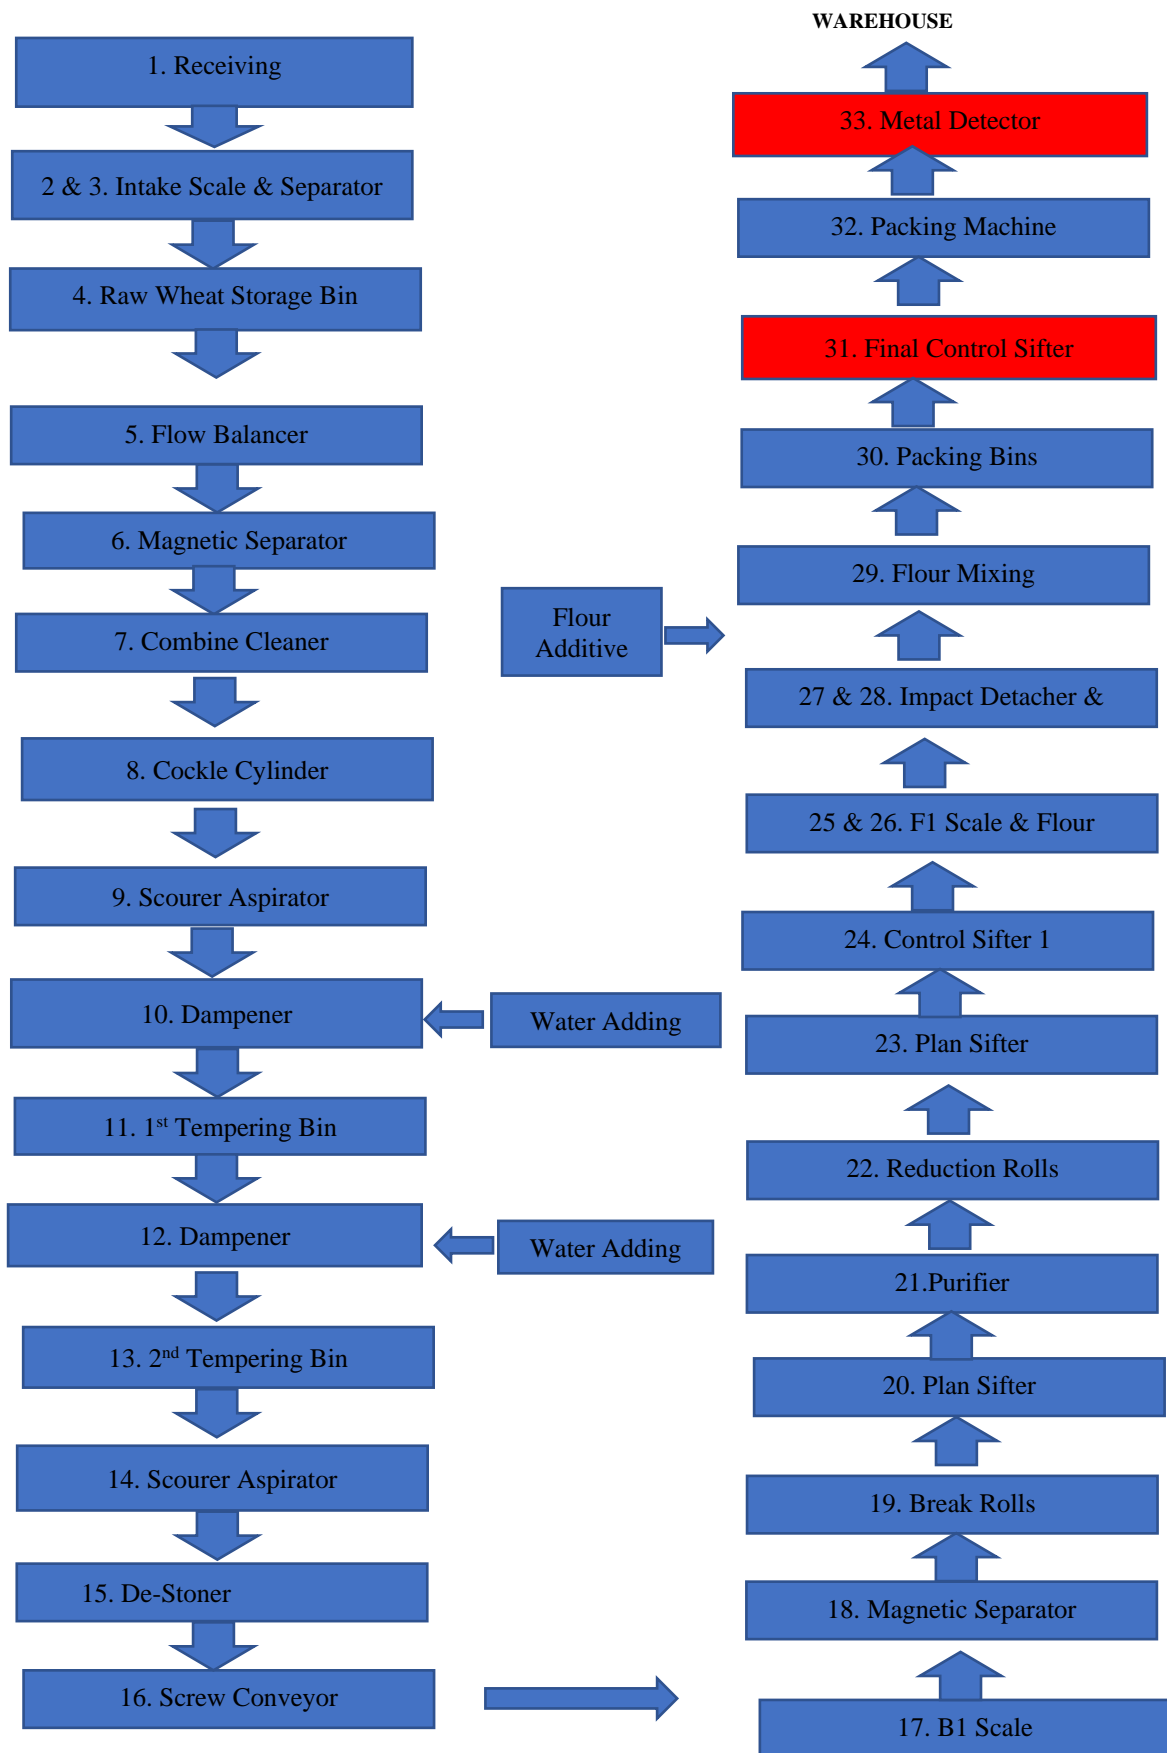 1. Receiving
2 & 3. Intake Scale & Separator
4. Raw Wheat Storage Bin
5. Flow Balancer
6. Magnetic Separator
7. Combine Cleaner
8. Cockle Cylinder
9. Scourer Aspirator
10. Dampener
Water Adding
11. 1st Tempering Bin
12. Dampener
Water Adding
13. 2nd Tempering Bin
14. Scourer Aspirator
15. De-Stoner
16. Screw Conveyor
17. B1 Scale
18. Magnetic Separator
19. Break Rolls
20. Plan Sifter
21.Purifier
22. Reduction Rolls
23. Plan Sifter
24. Control Sifter 1
25 & 26. F1 Scale & Flour
27 & 28. Impact Detacher &
Flour
Additive
29. Flour Mixing
30. Packing Bins
31. Final Control Sifter
32. Packing Machine
33. Metal Detector
WAREHOUSE